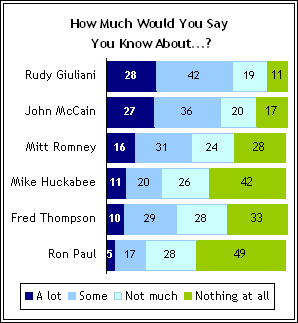 How Much Would You Say
You Know About...?
Rudy Giuliani 28 42 19 11
John McCain 27 36 20 17
Mitt Romney 16 31 24 28
Mike Huckabee 11 20 26 42
Fred Thompson 10 29 28 33
Ron Paul 5 17 28 49
A lot Some Not much Nothing at all